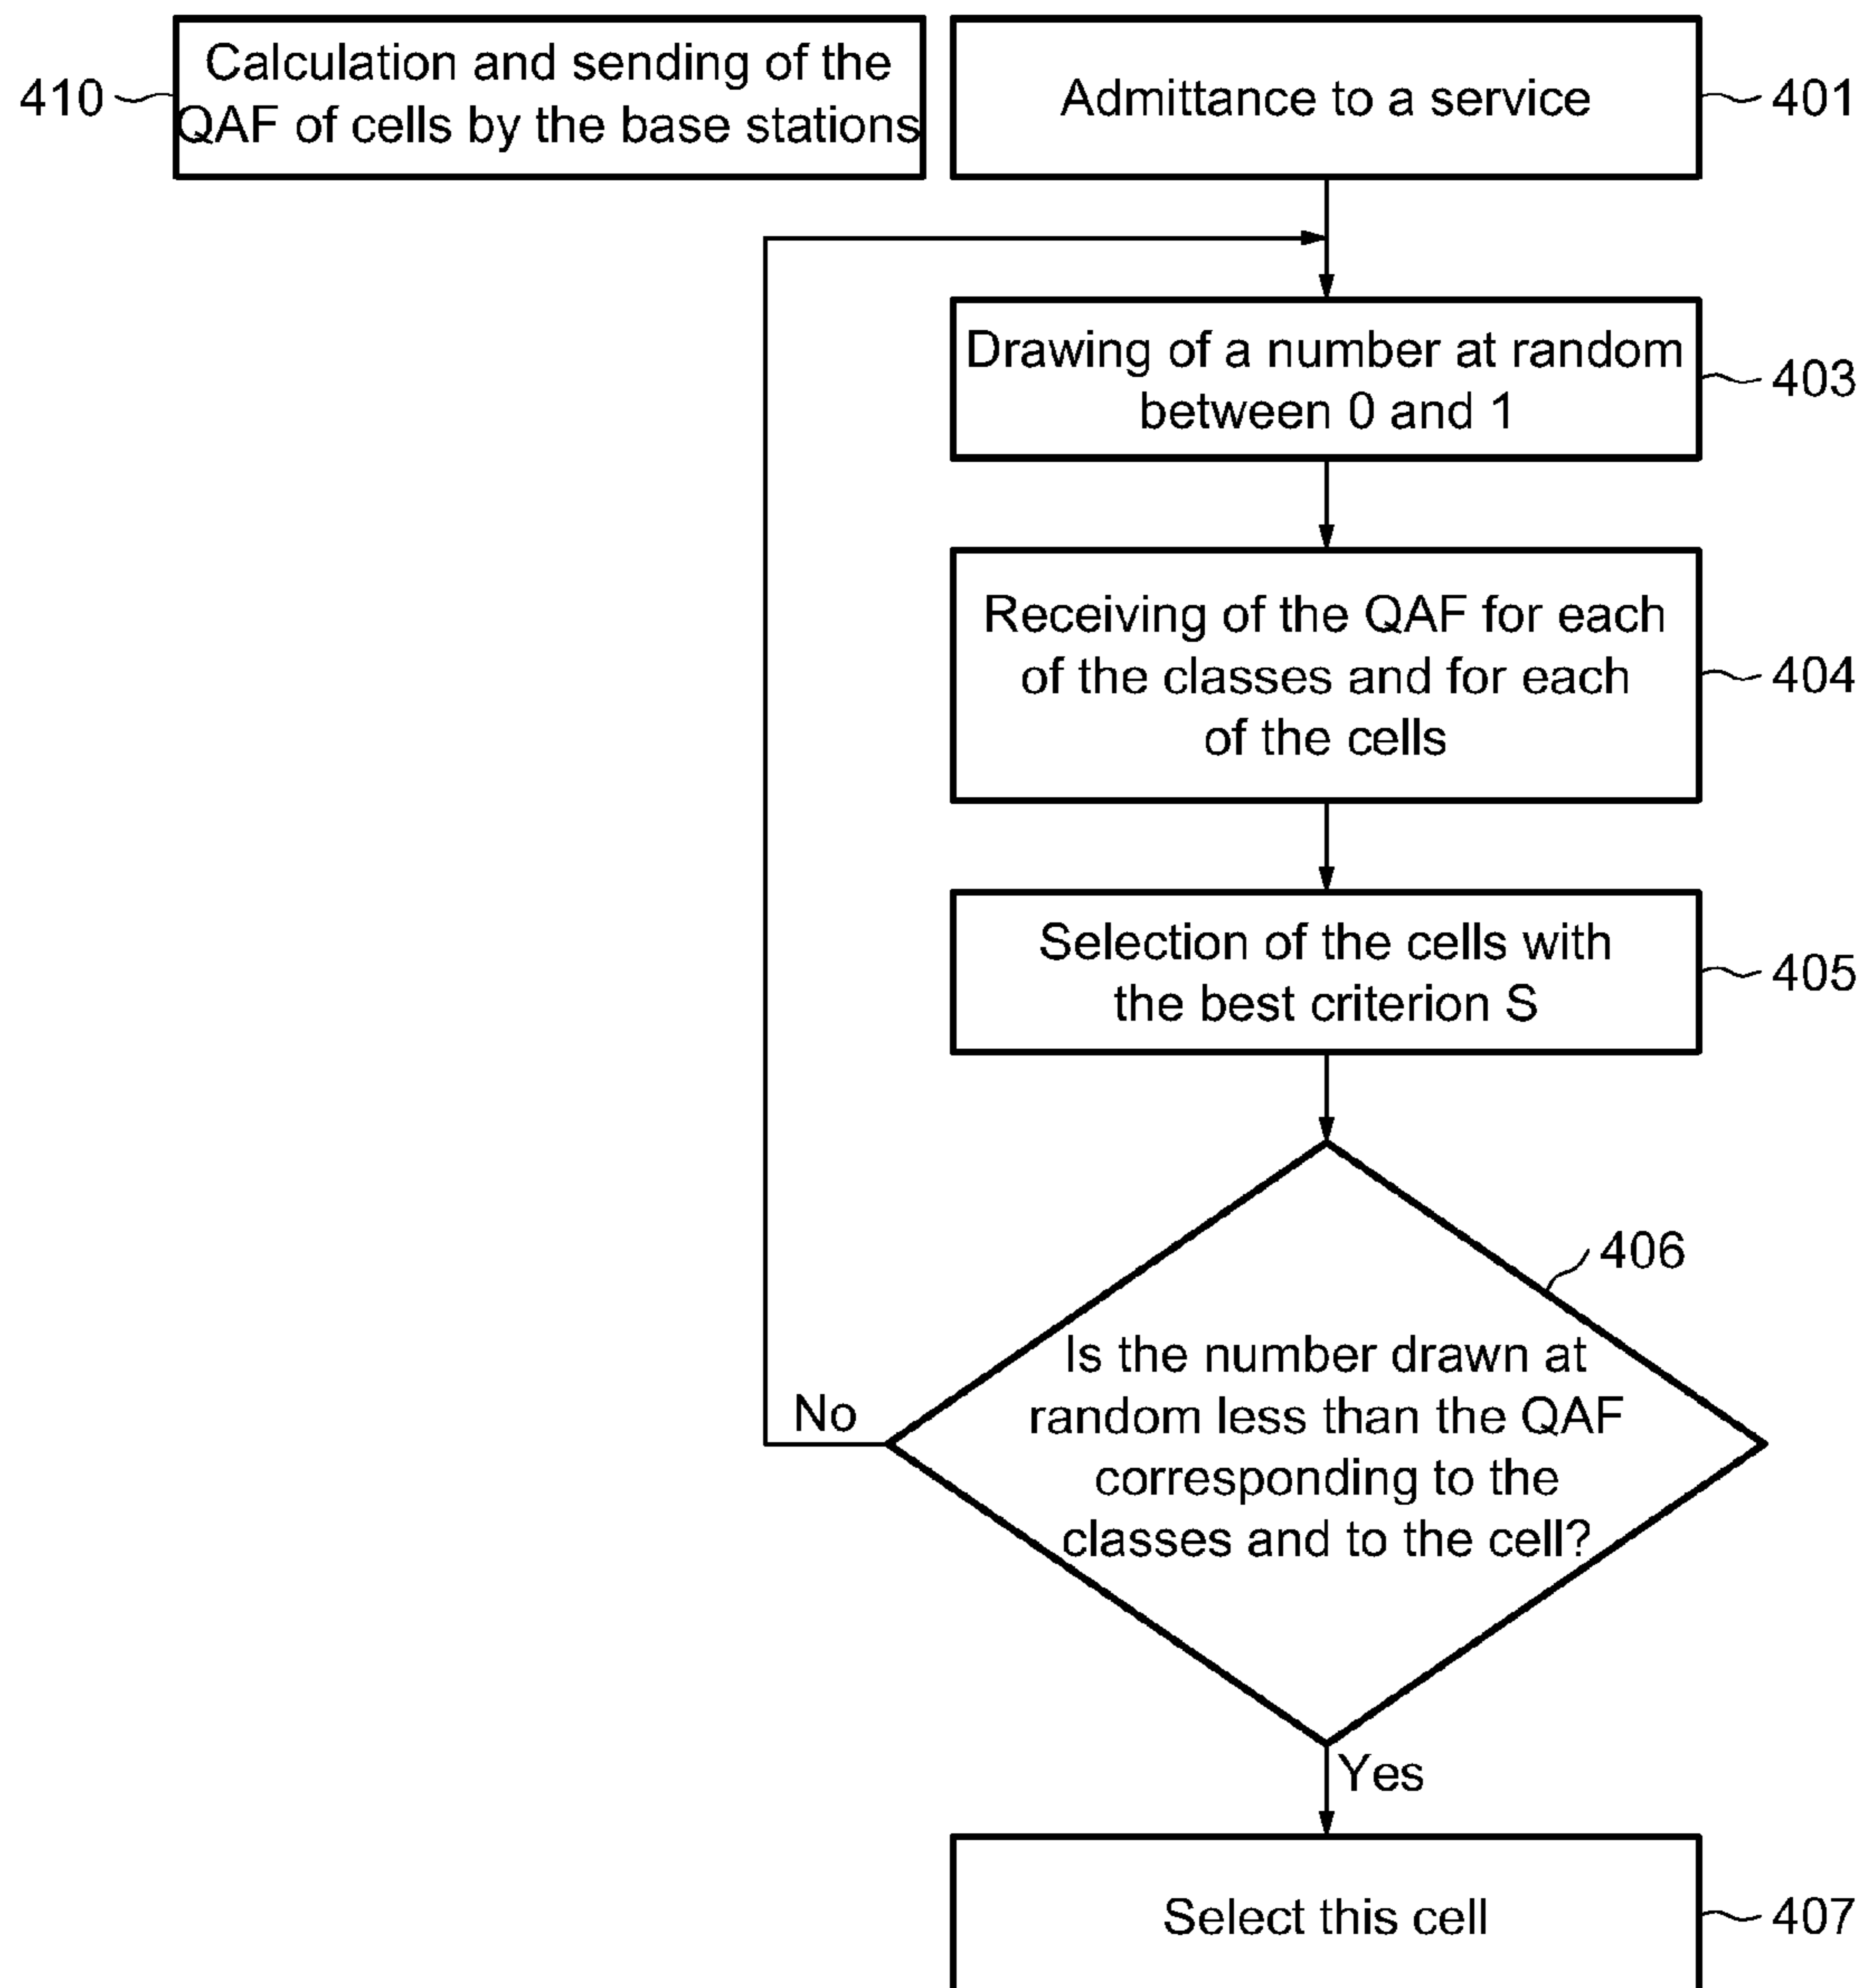 410
Calculation and sending of the
QAF of cells by the base stations
Admittance to a service
401
Drawing of a number at random
between 0 and 1
403
Receiving of the QAF for each
of the classes and for each
of the cells
404
Selection of the cells with
the best criterion S
405
406
Is the number drawn at
random less than the QAF
corresponding to the
classes and to the cell?
No
Yes
Select this cell
407